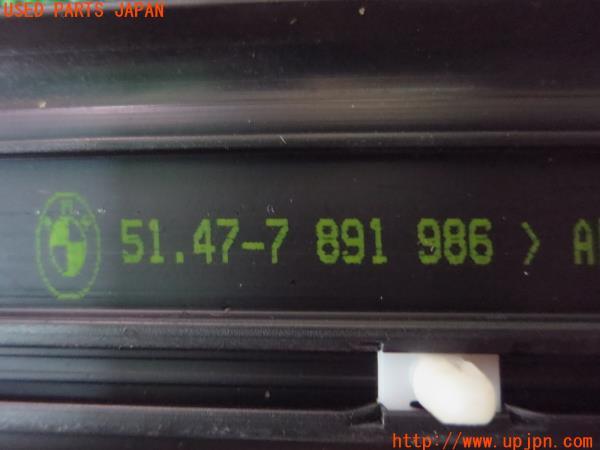 USED PARTS JAPAN
51.47-7 891 986 >
http://www.upjpn.com